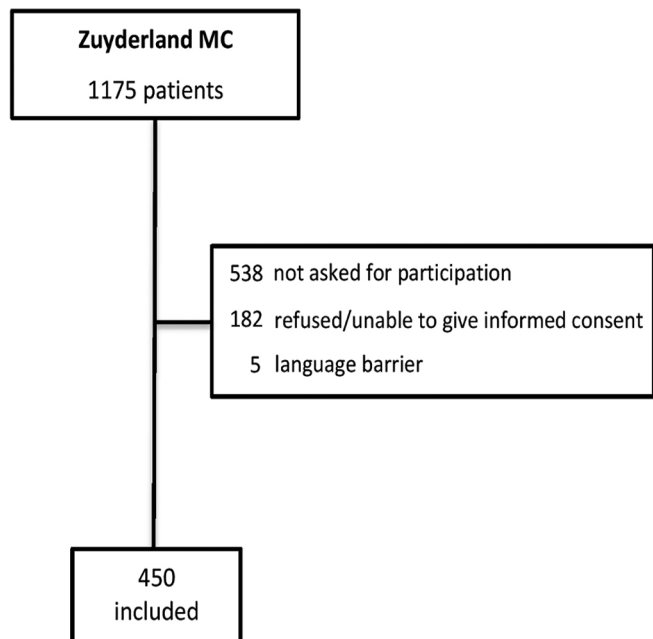 Zuyderland MC
1175 patients
538 not asked for participation
182 refused/unable to give informed consent
5 language barrier
450
included